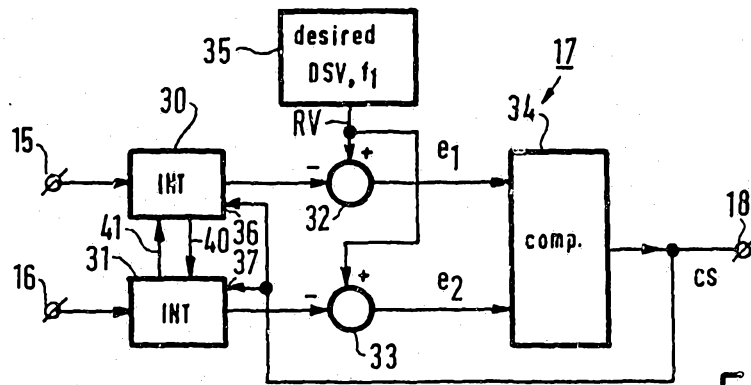 35
desired
DSV, f1
17
30
RV
34
15
INT
-
+
e1
32
18
41
40
36
comp.
31
37
16
INT
-
+
e2
33
cs